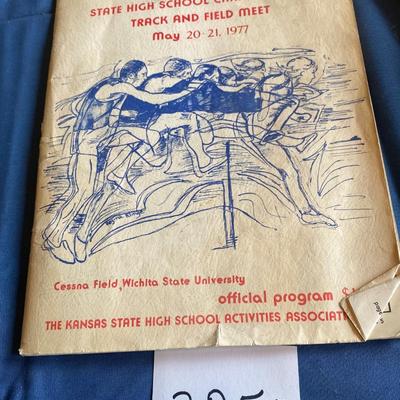 STATE HIGH SCHOOL
TRACK AND FIELD MEET
May 20-21, 1977
Cessna Field, Wichita State University
official program
THE KANSAS STATE HIGH SCHOOL ACTIVITIES